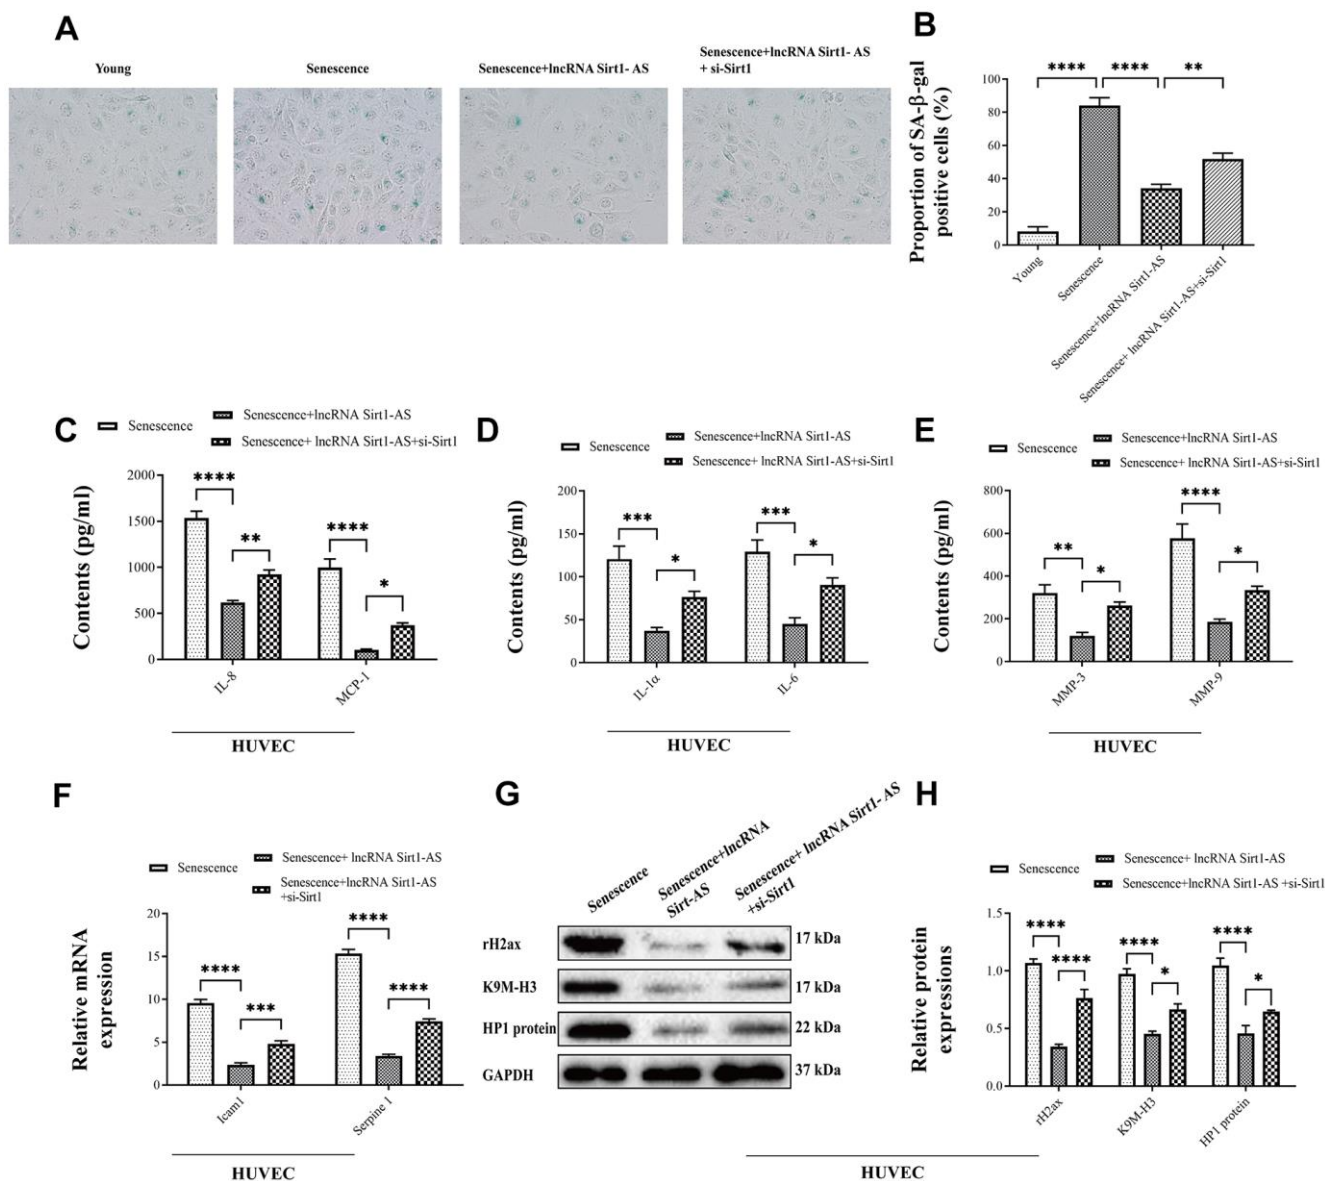 A
Young
Senescence
Senescence+lncRNA Sirt1- AS
Senescence+lncRNA Sirt1- AS
+ si-Sirt1
B
Proportion of SA-β-gal
positive cells (%)
100
80
60
40
20
0
****
****
**
Young
Senescence
Senescence+lncRNA Sirt1-AS
Senescence+ lncRNA Sirt1-AS+si-Sirt1
C
Senescence
Senescence+lncRNA Sirt1-AS
Senescence+ lncRNA Sirt1-AS+si-Sirt1
Contents (pg/ml)
2000
1500
1000
500
0
****
**
****
*
IL-8
MCP-1
HUVEC
D
Senescence
Senescence+lncRNA Sirt1-AS
Senescence+ lncRNA Sirt1-AS+si-Sirt1
Contents (pg/ml)
200
150
100
50
0
***
*
***
*
IL-1α
IL-6
HUVEC
E
Senescence
Senescence+lncRNA Sirt1-AS
Senescence+ lncRNA Sirt1-AS+si-Sirt1
Contents (pg/ml)
800
600
400
200
0
**
*
****
*
MMP-3
MMP-9
HUVEC
F
Senescence
Senescence+ lncRNA Sirt1-AS
Senescence+lncRNA Sirt1-AS
+si-Sirt1
Relative mRNA
expression
20
15
10
5
0
****
***
****
****
Icam1
Serpine 1
HUVEC
G
Senescence
Senescence+lncRNA
Sirt-AS
Senescence+ lncRNA Sirt1- AS
+si-Sirt1
rH2ax
17 kDa
K9M-H3
17 kDa
HP1 protein
22 kDa
GAPDH
37 kDa
H
Senescence
Senescence+ lncRNA Sirt1-AS
Senescence+lncRNA Sirt1-AS +si-Sirt1
Relative protein
expressions
1.5
1.0
0.5
0.0
****
****
****
*
****
*
rH2ax
K9M-H3
HP1 protein
HUVEC